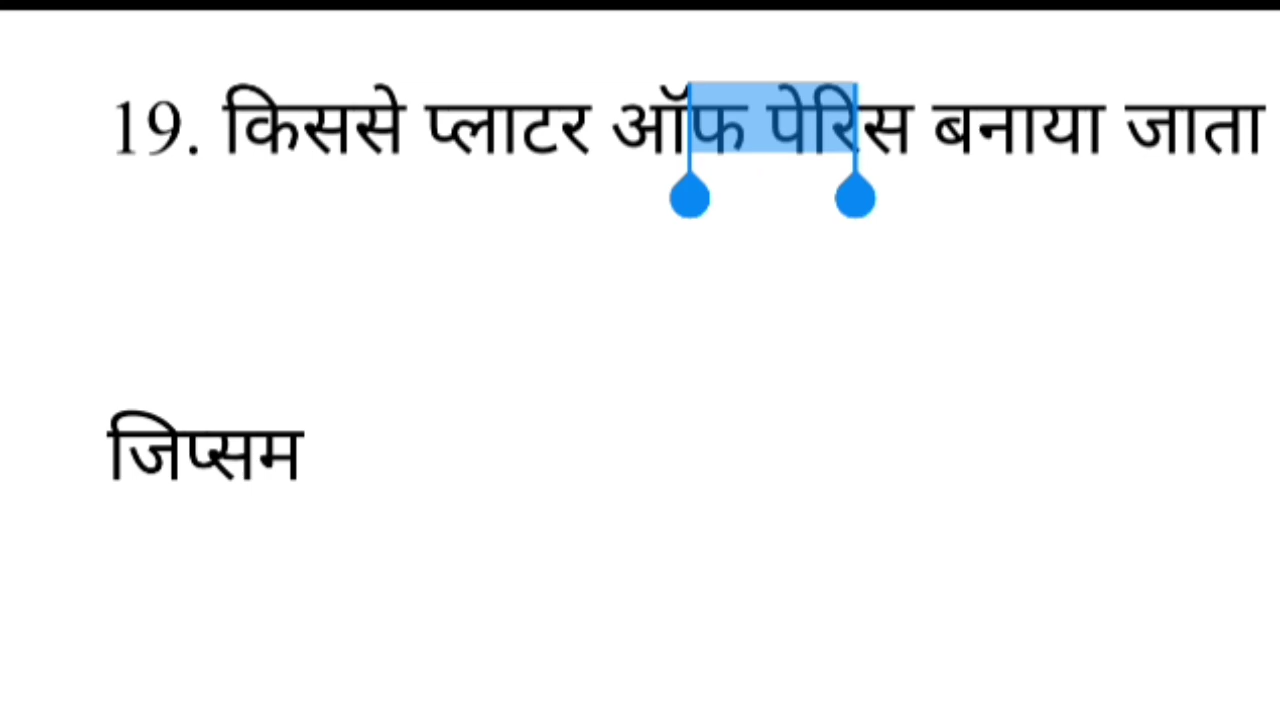 19. किससे प्लाटर ऑफ पेरिस बनाया जाता
जिप्सम